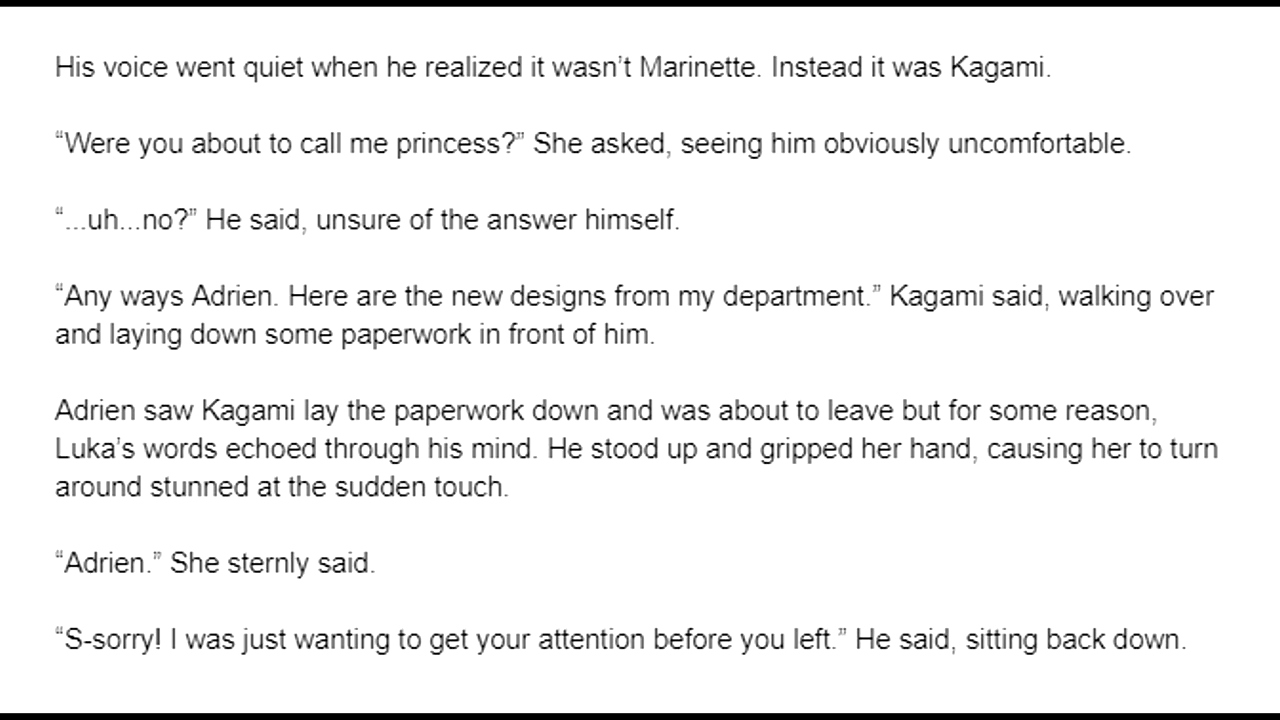 His voice went quiet when he realized it wasn’t Marinette. Instead it was Kagami.
“Were you about to call me princess?” She asked, seeing him obviously uncomfortable.
“...uh...no?” He said, unsure of the answer himself.
“Any ways Adrien. Here are the new designs from my department.” Kagami said, walking over
and laying down some paperwork in front of him.
Adrien saw Kagami lay the paperwork down and was about to leave but for some reason,
Luka’s words echoed through his mind. He stood up and gripped her hand, causing her to turn
around stunned at the sudden touch.
“Adrien.” She sternly said.
“S-sorry! I was just wanting to get your attention before you left.” He said, sitting back down.